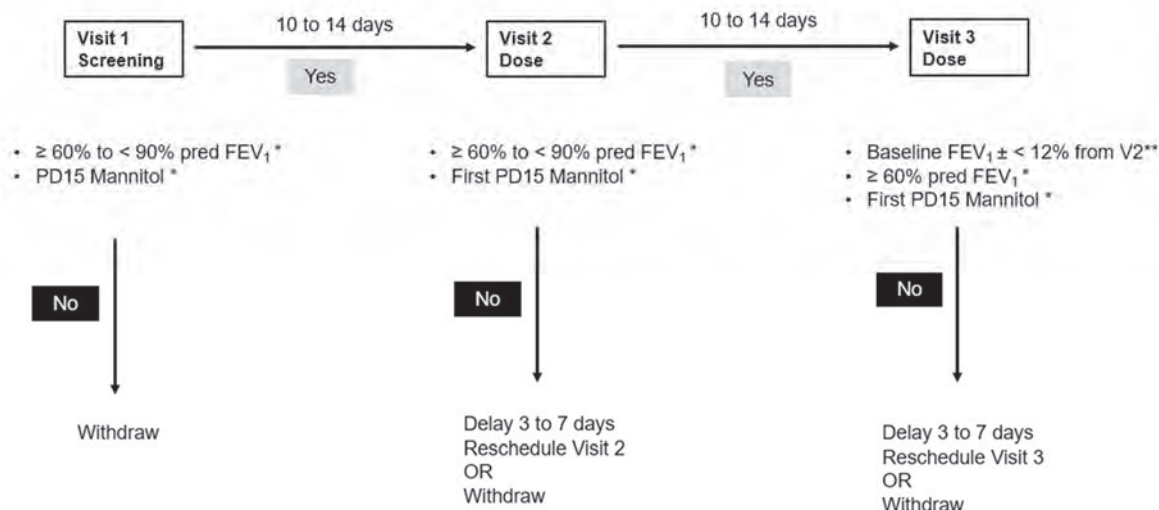 Visit 1
Screening
10 to 14 days
Yes
Visit 2
Dose
10 to 14 days
Yes
Visit 3
Dose
• ≥ 60% to < 90% pred FEV₁ *
• PD15 Mannitol *
• ≥ 60% to < 90% pred FEV₁ *
• First PD15 Mannitol *
• Baseline FEV₁ ± < 12% from V2**
• ≥ 60% pred FEV₁ *
• First PD15 Mannitol *
No
No
No
Withdraw
Delay 3 to 7 days
Reschedule Visit 2
OR
Withdraw
Delay 3 to 7 days
Reschedule Visit 3
OR
Withdraw